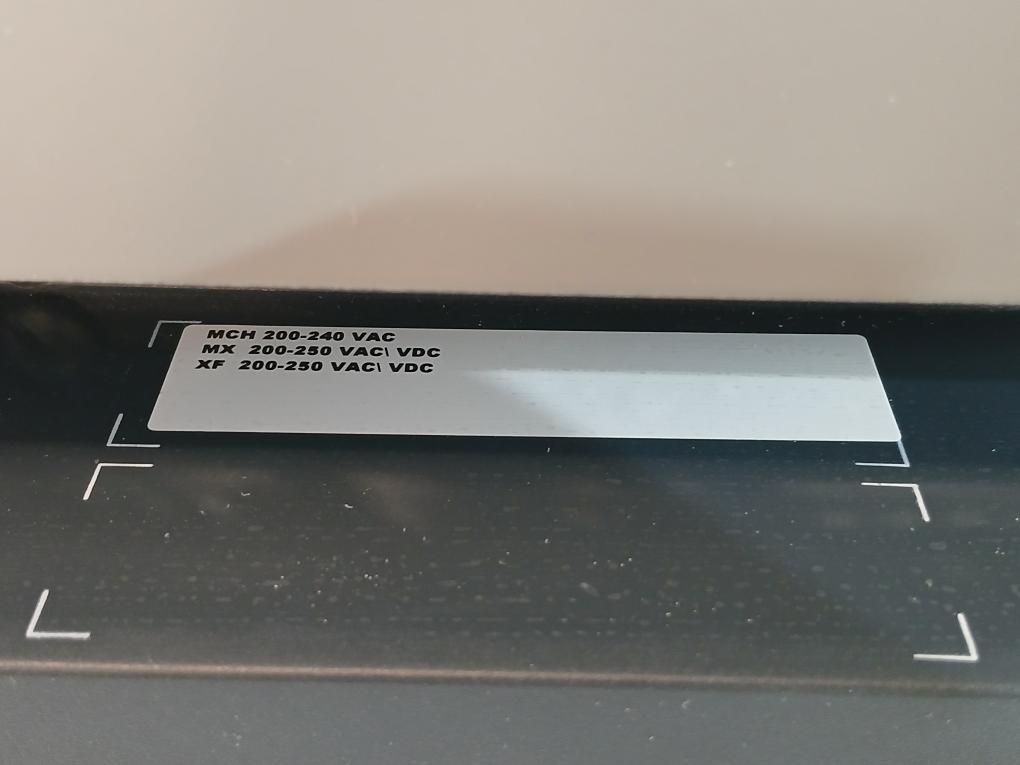 MCH 200-240 VAC
MX 200-250 VAC\ VDC
XF 200-250 VAC\ VDC